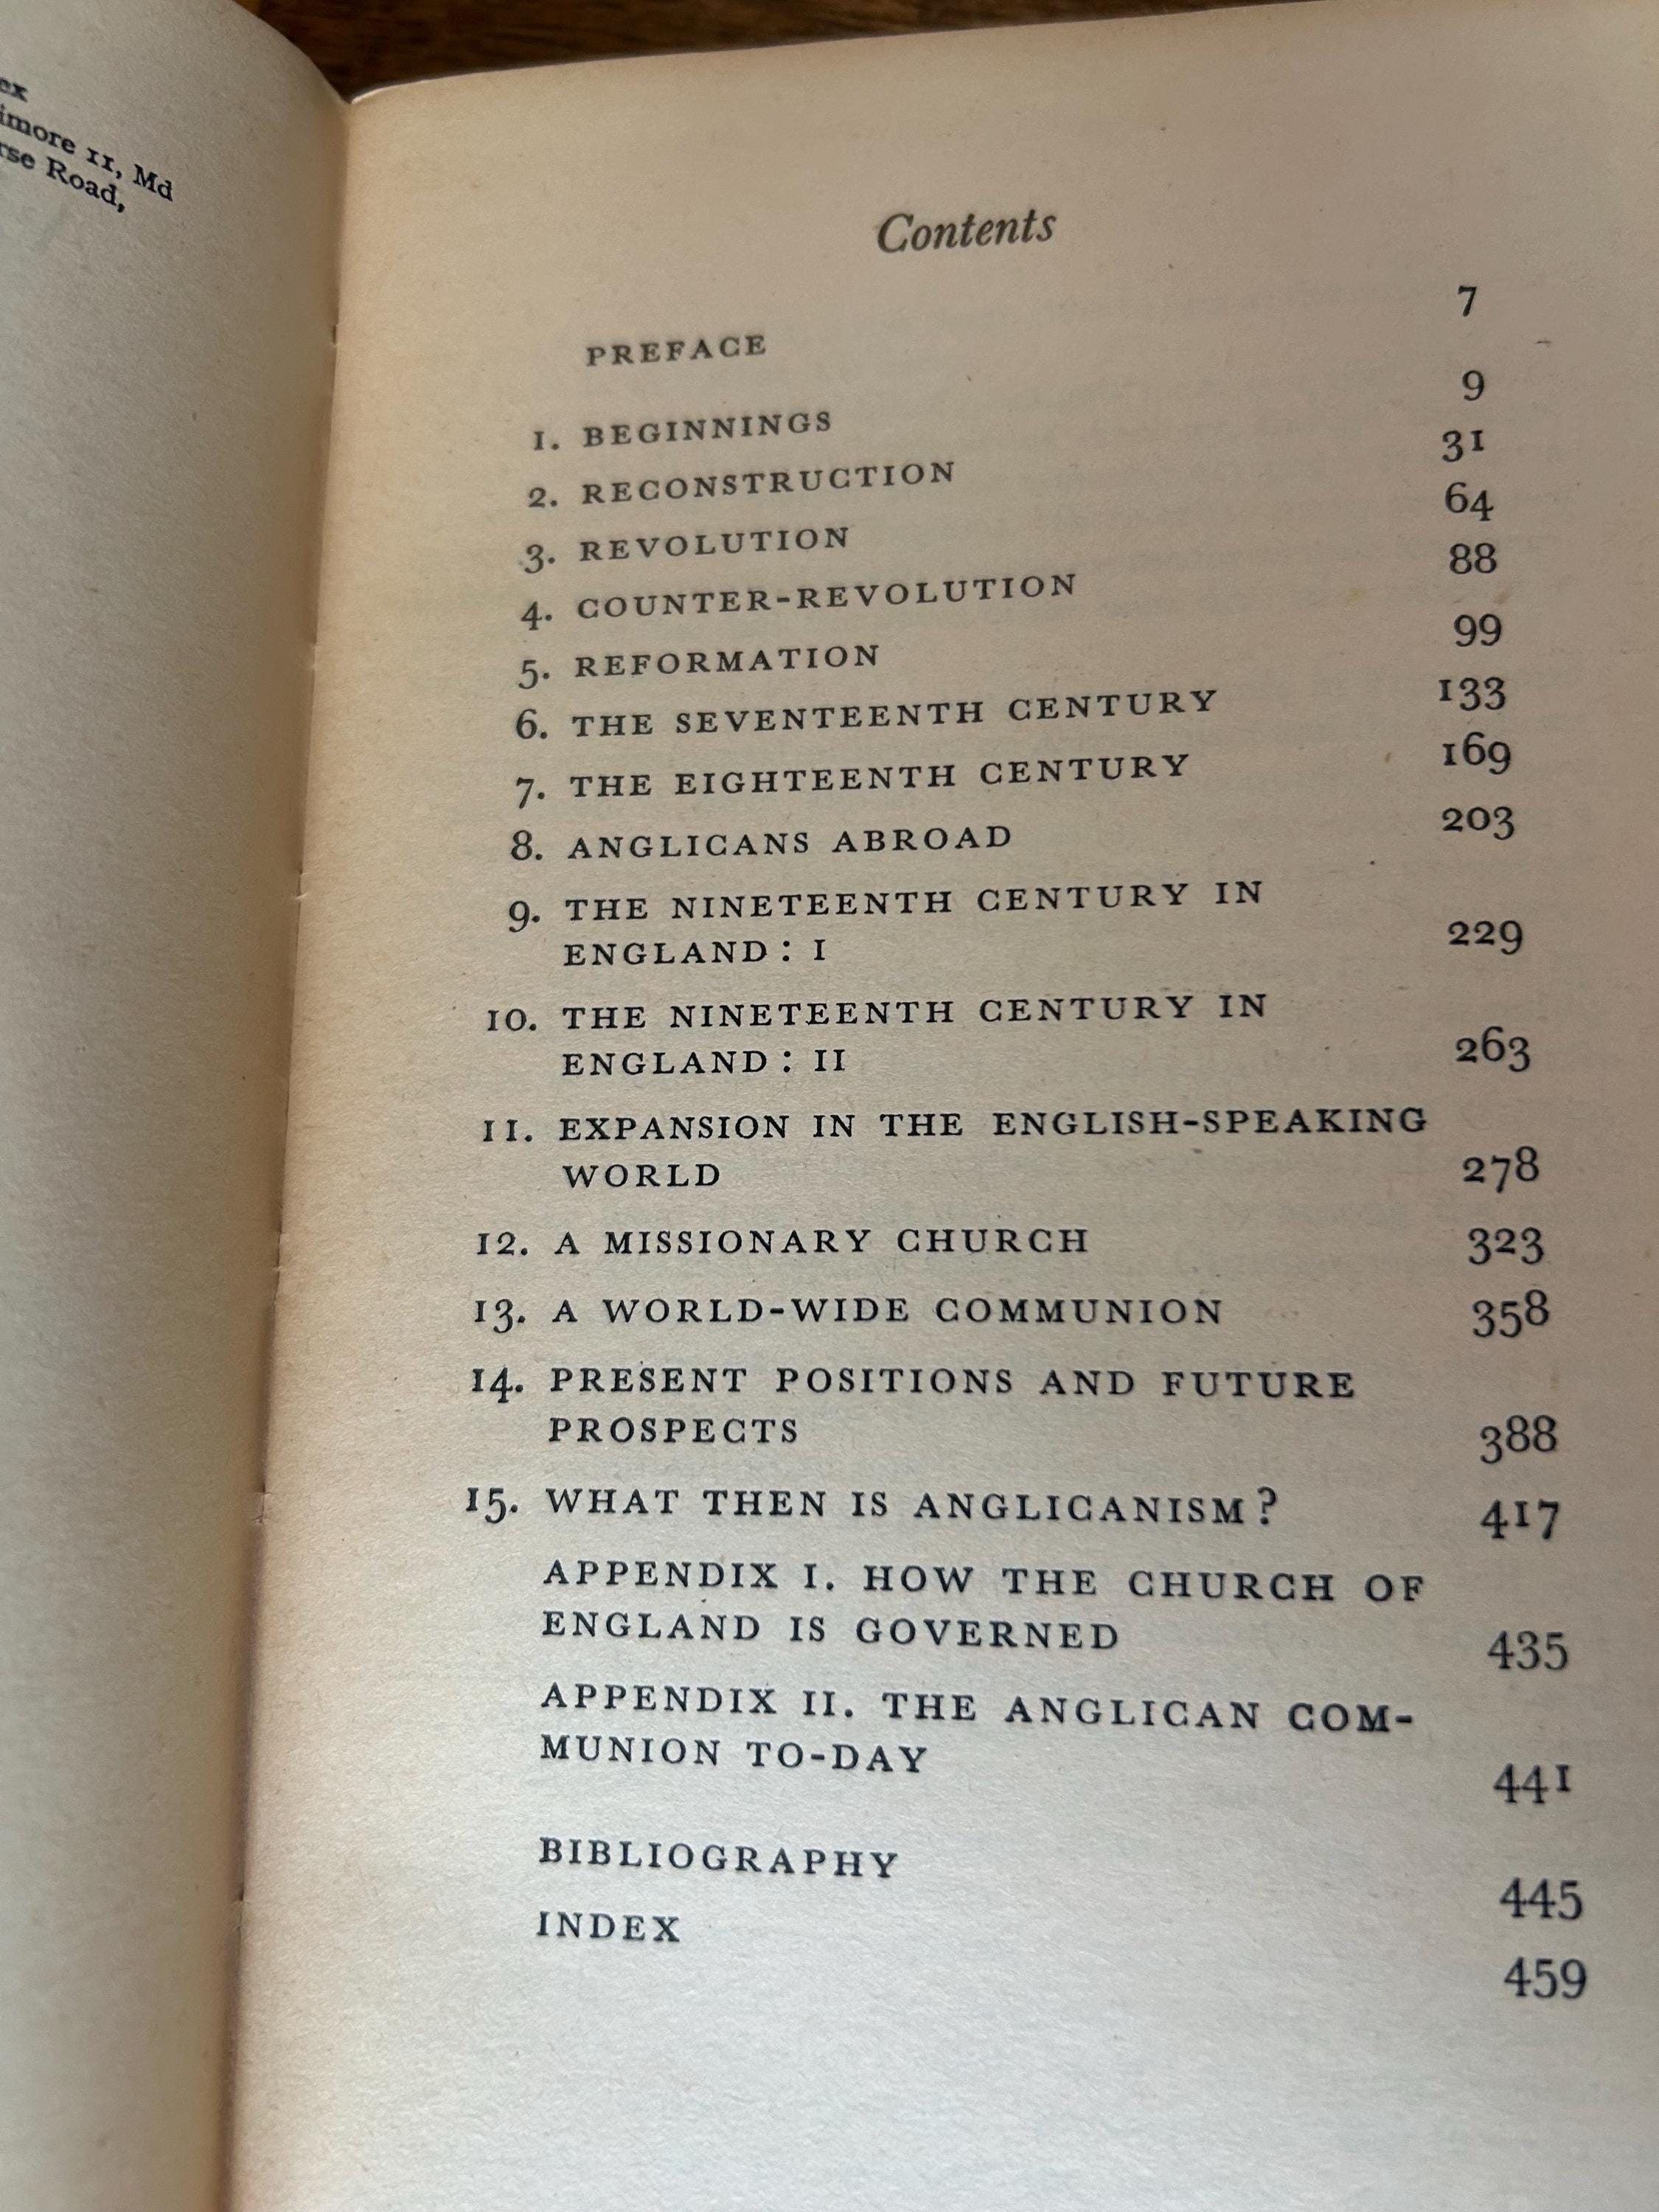 ex
imore 11, Md
rse Road,
Contents
PREFACE 7
1. BEGINNINGS 9
2. RECONSTRUCTION 31
3. REVOLUTION 64
4. COUNTER-REVOLUTION 88
5. REFORMATION 99
6. THE SEVENTEENTH CENTURY 133
7. THE EIGHTEENTH CENTURY 169
8. ANGLICANS ABROAD 203
9. THE NINETEENTH CENTURY IN
ENGLAND: I 229
10. THE NINETEENTH CENTURY IN
ENGLAND: II 263
11. EXPANSION IN THE ENGLISH-SPEAKING
WORLD 278
12. A MISSIONARY CHURCH 323
13. A WORLD-WIDE COMMUNION 358
14. PRESENT POSITIONS AND FUTURE
PROSPECTS 388
15. WHAT THEN IS ANGLICANISM? 417
APPENDIX I. HOW THE CHURCH OF
ENGLAND IS GOVERNED 435
APPENDIX II. THE ANGLICAN COM-
MUNION TO-DAY 441
BIBLIOGRAPHY 445
INDEX 459